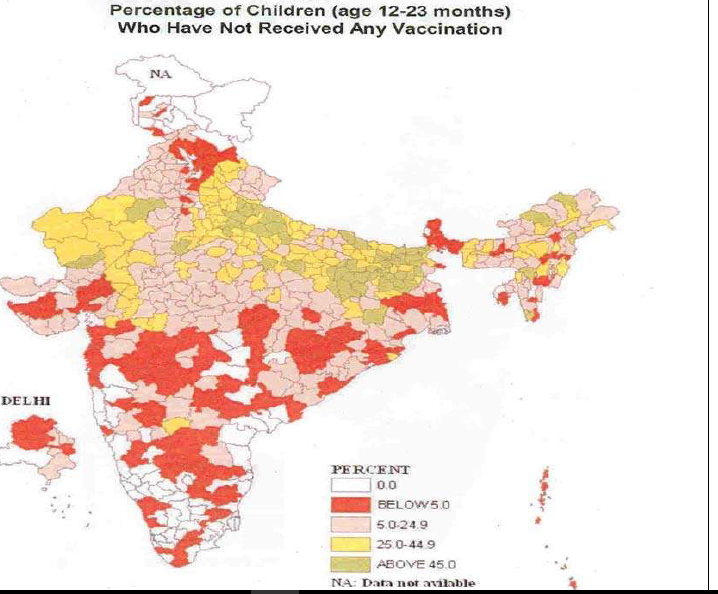 Percentage of Children (age 12-23 months)
Who Have Not Received Any Vaccination
NA
DELHI
PERCENT
0.0
BELOW 5.0
5.0-24.9
25.0-44.9
ABOVE 45.0
NA: Data not avilable